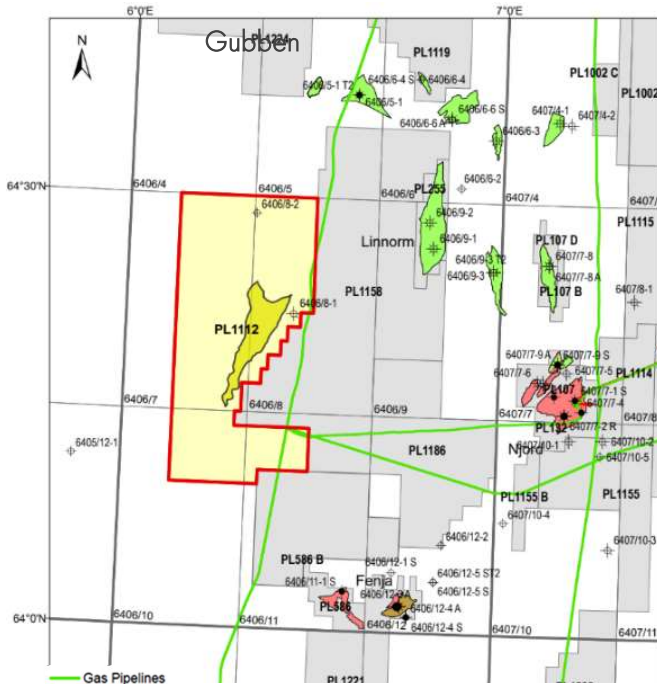 6°0'E
7°0'E
Gubben
PL1224
PL1119
PL1002 C
PL1002
N
6406/5-1 T2
6406/6-4 S
6406/6-4
6406/5-1
6406/6-6 S
6406/6-6A
6406/6-3
6407/4-1
6407/4-2
64°30'N
6406/4
6406/5
6406/6
PL255
6406/6-2
6407/4
6406/8-2
6406/9-2
Linnorm
6406/9-1
PL107 D
6407/7-8
PL1115
6406/9-3 T2
6406/9-3
6407/7-8 A
PL107 B
6407/8-1
PL1158
6406/8-1
PL1112
6407/7-9 A
6407/7-9 S
6407/7-6
6407/7-5
PL1114
PL107
6407/7-1 S
6407/7-4
6406/7
6406/8
6406/9
6407/7
6407/8
PL132
6407/7-2 R
6405/12-1
PL1186
Njord
6407/10-1
6407/10-2
6407/10-5
PL1155 B
PL1155
6407/10-4
6406/12-2
6407/10-3
PL586 B
6406/12-1 S
6406/11-1 S
Fenja
6406/12-5 ST2
6406/12-5 S
PL586
6406/12-4 A
6406/12-4 S
64°0'N
6406/10
6406/11
6406/12
6407/10
6407/11
PL1221
Gas Pipelines